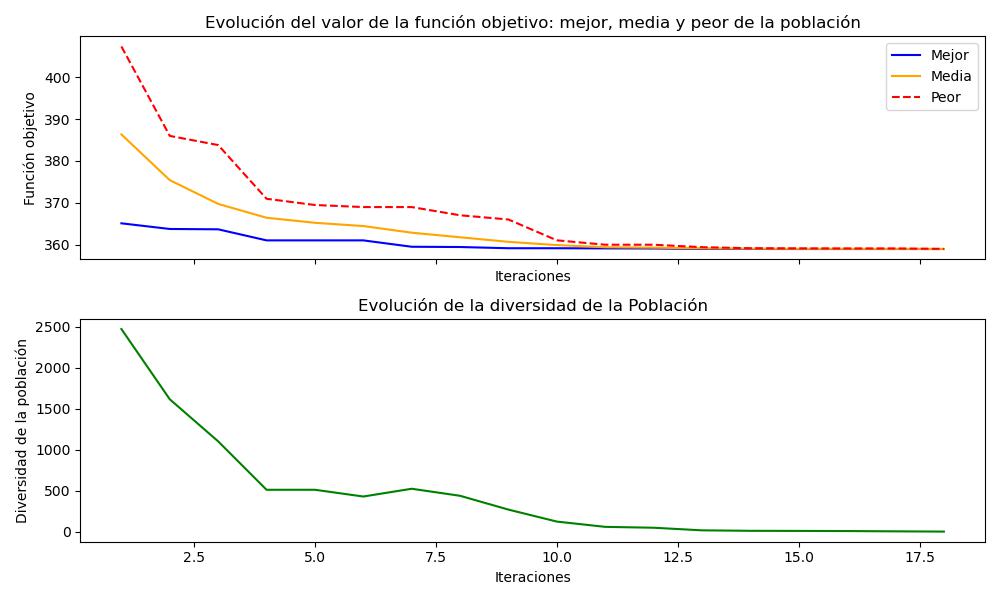 Evolución del valor de la función objetivo: mejor, media y peor de la población
Mejor
Media
Peor
Función objetivo
400
390
380
370
360
Iteraciones
Evolución de la diversidad de la Población
Diversidad de la población
2500
2000
1500
1000
500
0
2.5 5.0 7.5 10.0 12.5 15.0 17.5
Iteraciones